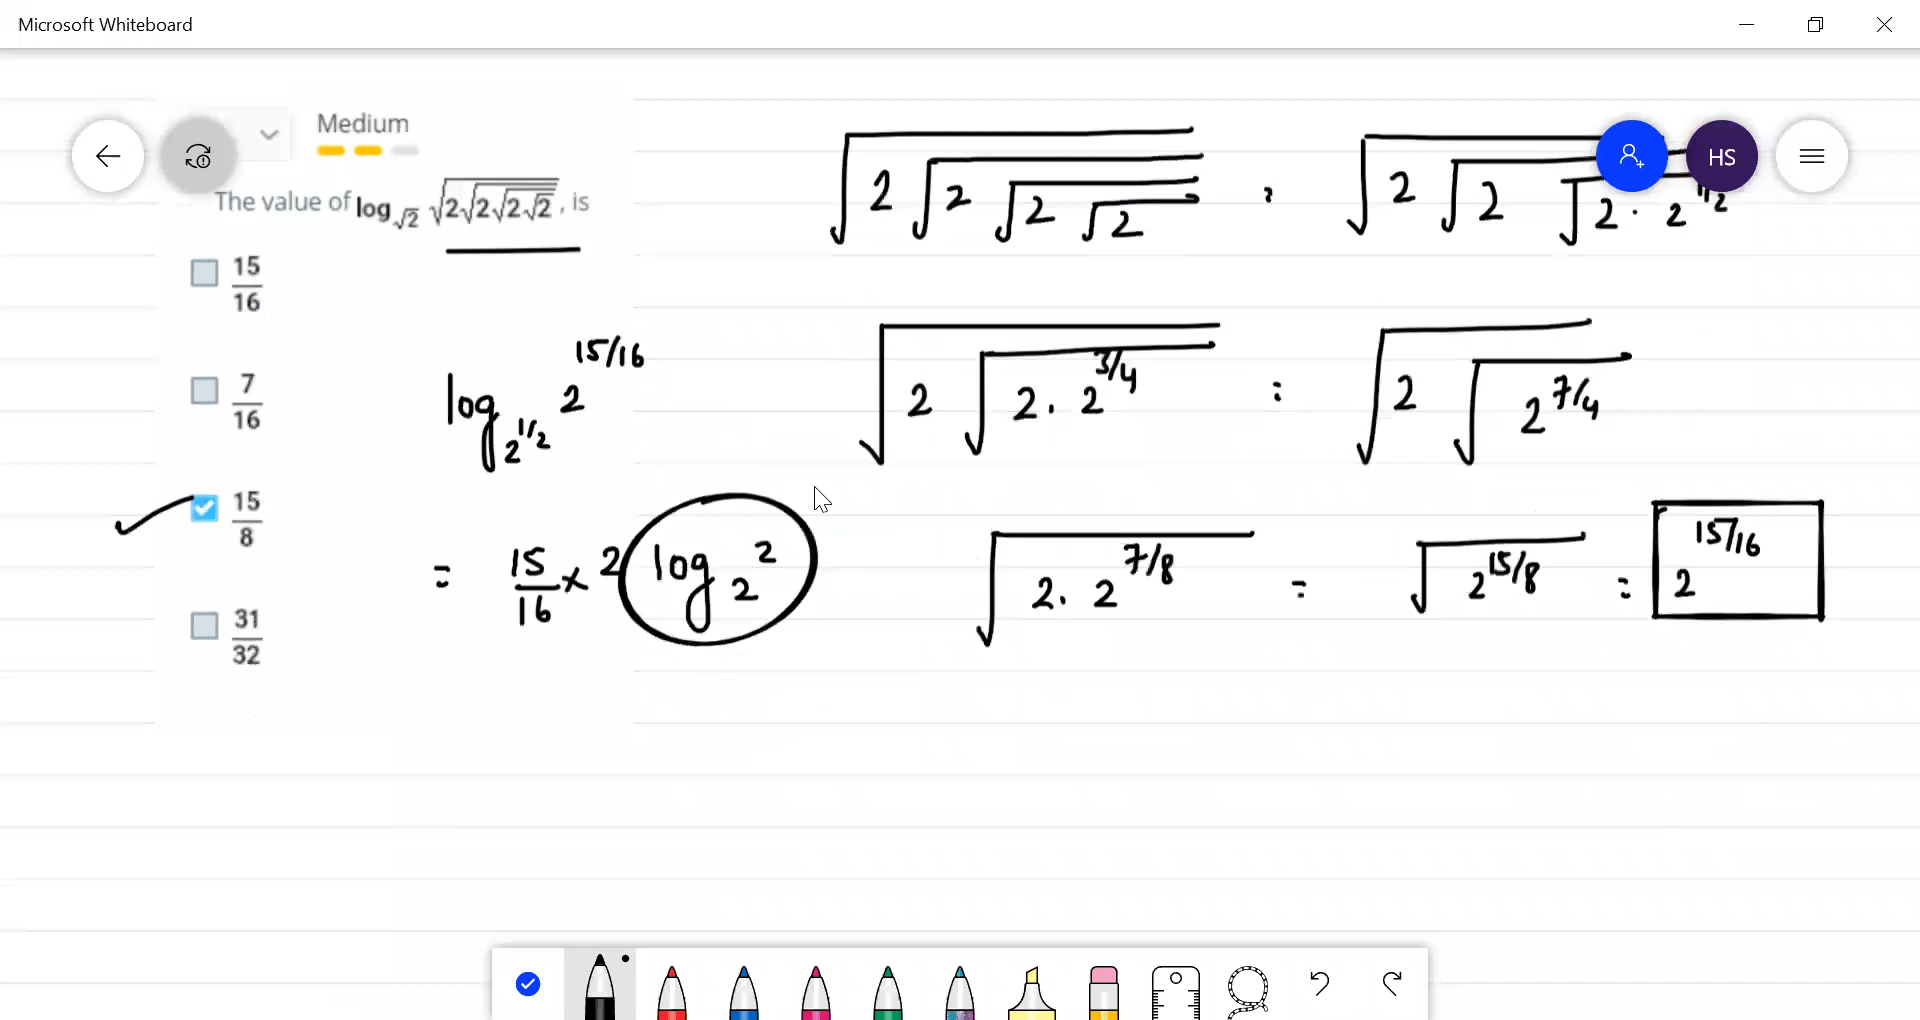 Microsoft Whiteboard
Medium
The value of log_√2 √(2√(2√(2√2))), is
15/16
7/16
15/8
31/32
√(2√(2√(2√2))) : √(2√(2√(2 · 2^(1/2))))
HS
log_(2^(1/2)) 2^(15/16)
√(2√(2 · 2^(3/4))) : √(2√(2^(7/4)))
= 15/16 × 2 log_2 2
√(2 · 2^(7/8)) = √(2^(15/8)) = 2^(15/16)